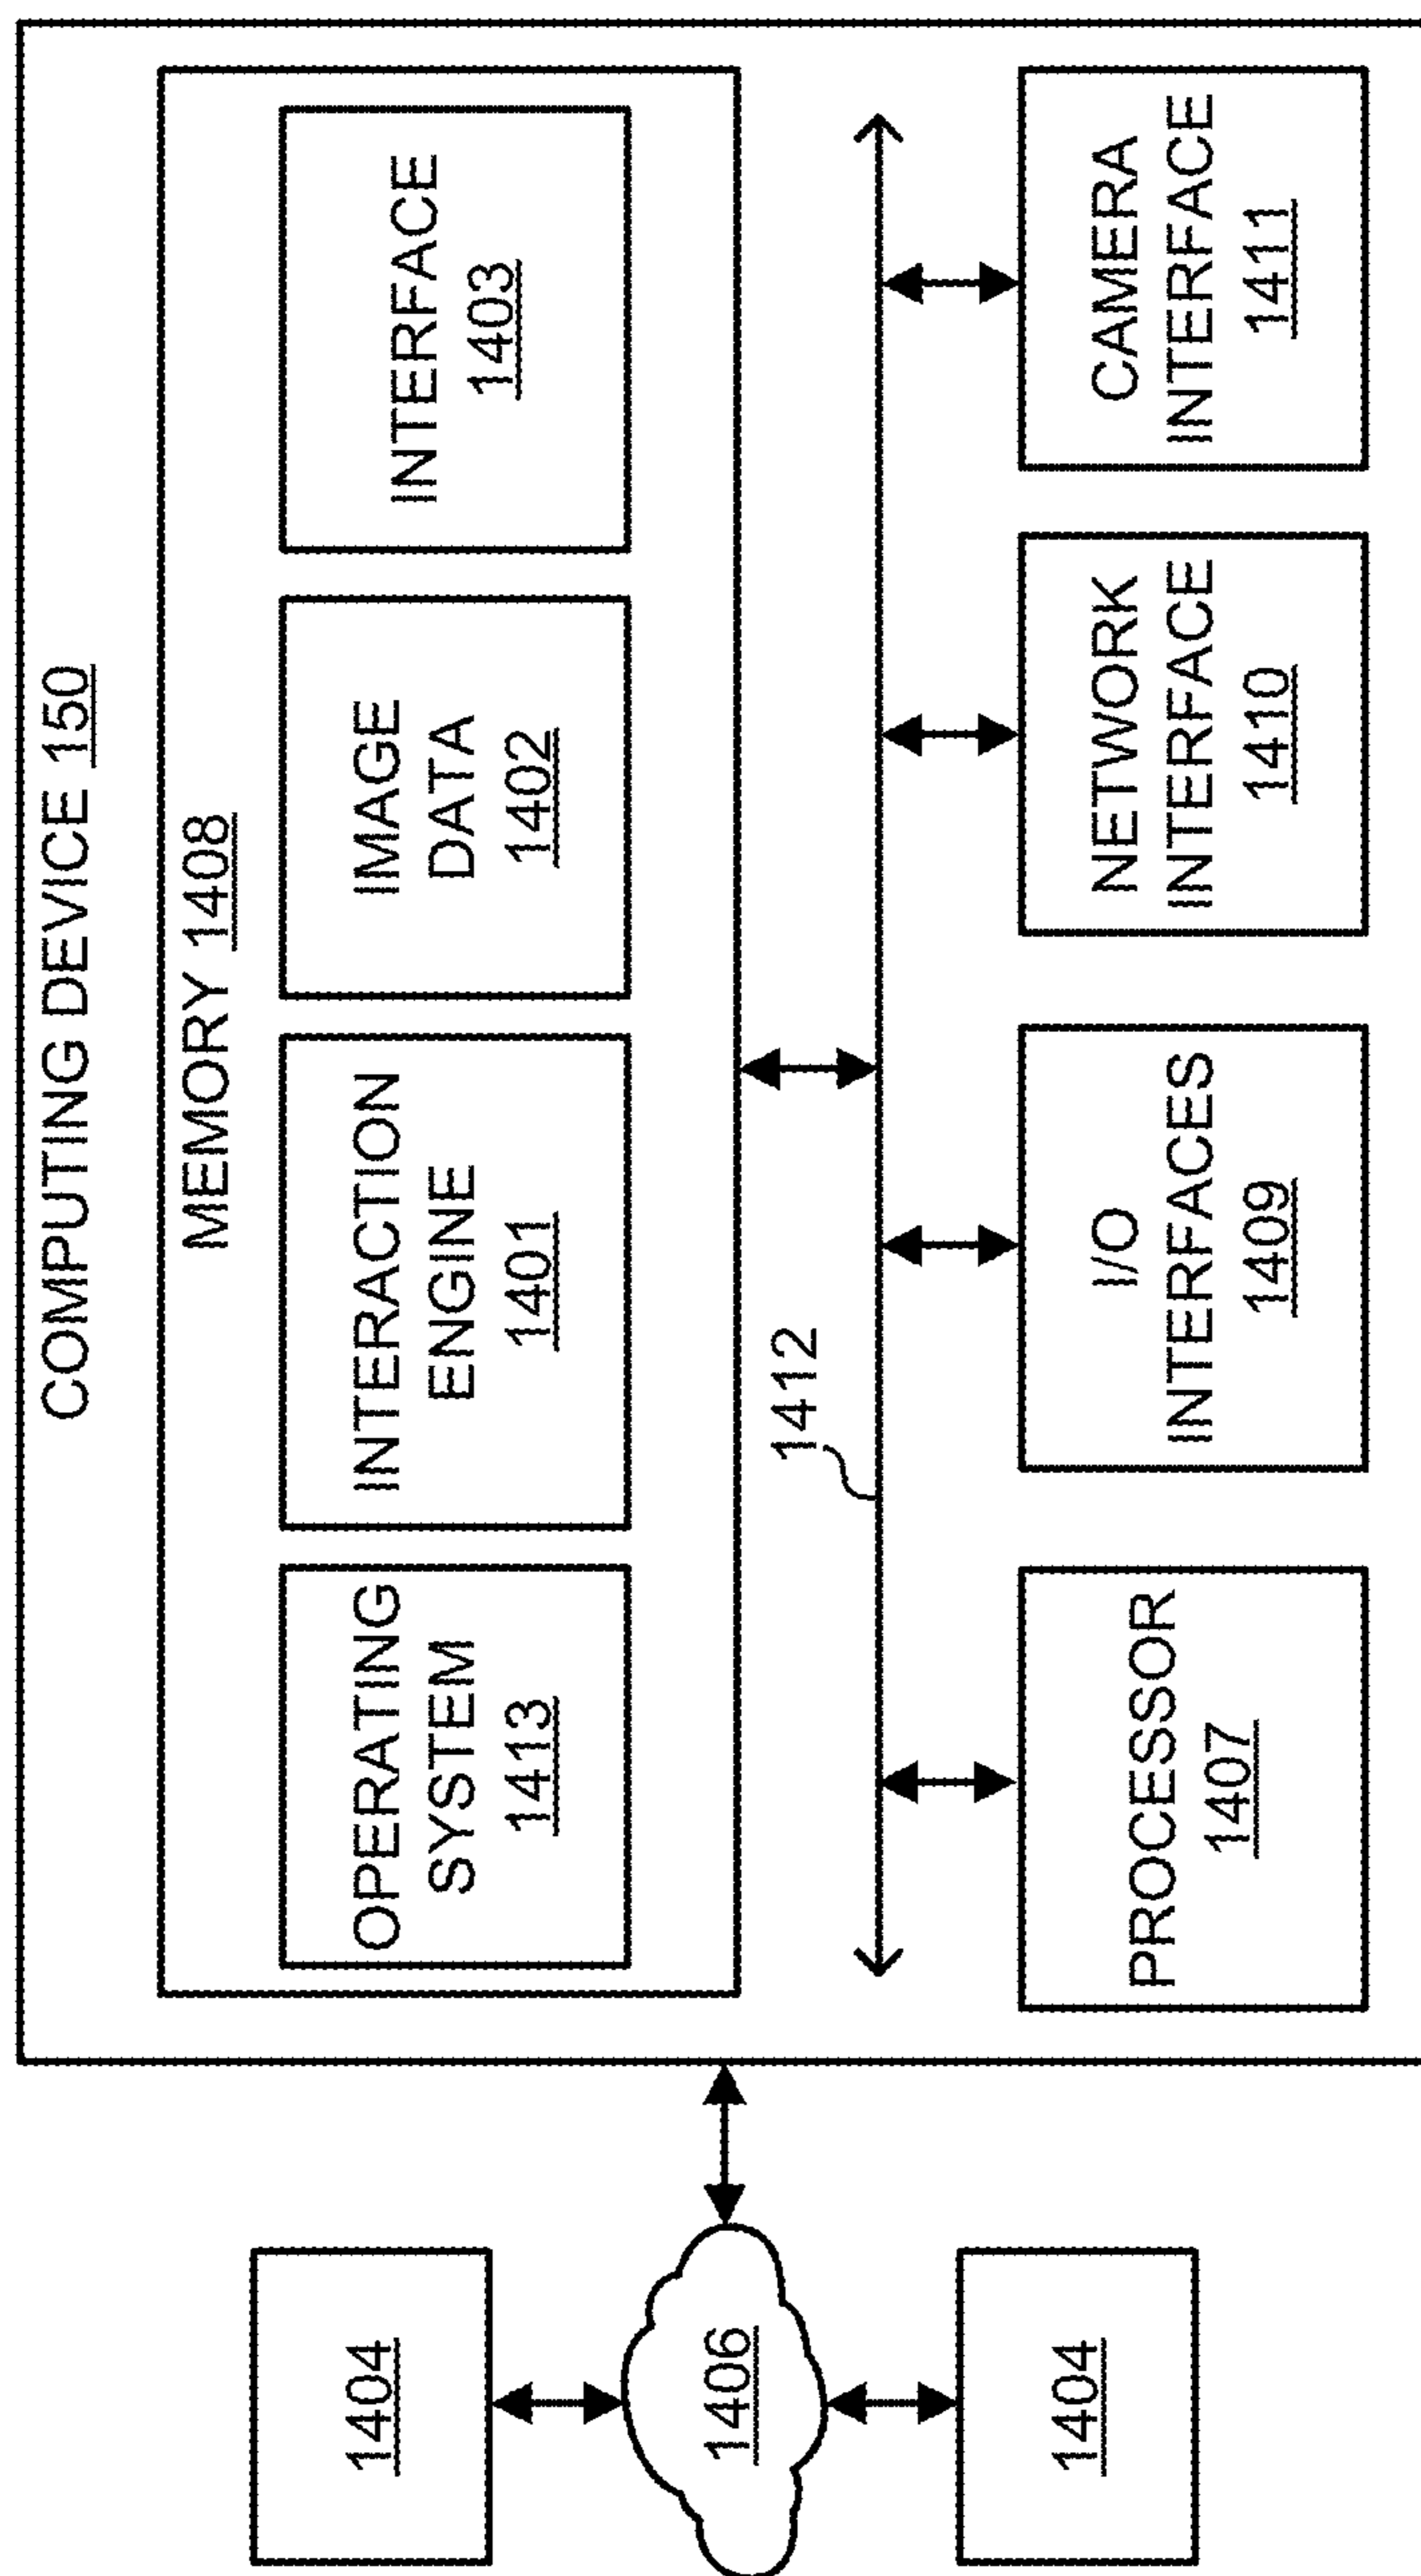 COMPUTING DEVICE 150
MEMORY 1408
OPERATING
SYSTEM
1413
INTERACTION
ENGINE
1401
IMAGE
DATA
1402
INTERFACE
1403
1404
1406
1404
1412
PROCESSOR
1407
I/O
INTERFACES
1409
NETWORK
INTERFACE
1410
CAMERA
INTERFACE
1411